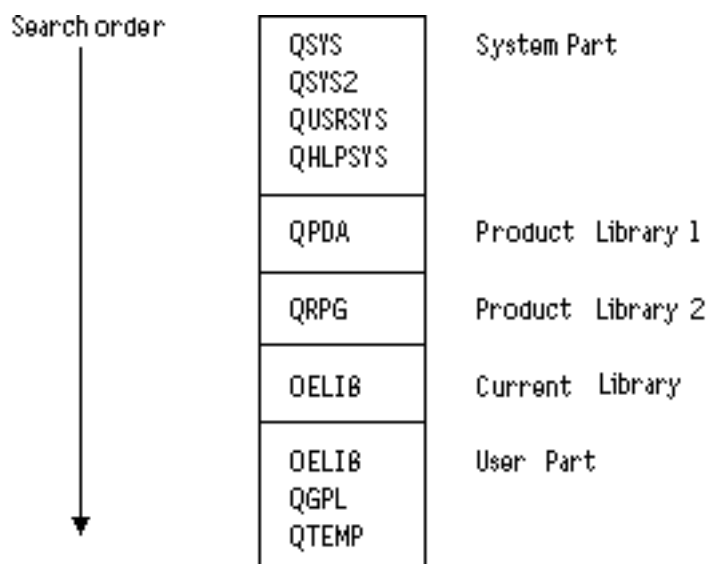 Search order
QSYS System Part
QSYS2
QUSRSYS
QHLPSYS
QPDA Product Library 1
QRPG Product Library 2
OELIB Current Library
OELIB User Part
QGPL
QTEMP